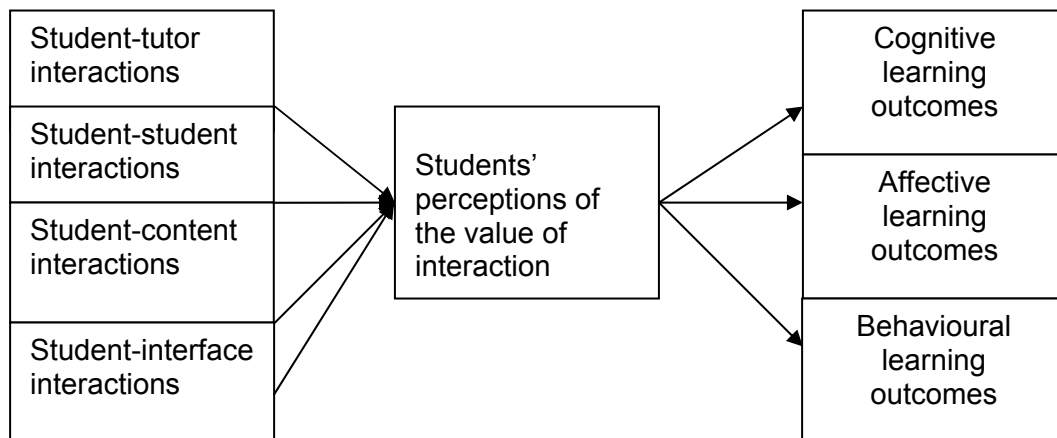 Student-tutor
interactions
Student-student
interactions
Student-content
interactions
Student-interface
interactions
Students’
perceptions of
the value of
interaction
Cognitive
learning
outcomes
Affective
learning
outcomes
Behavioural
learning
outcomes